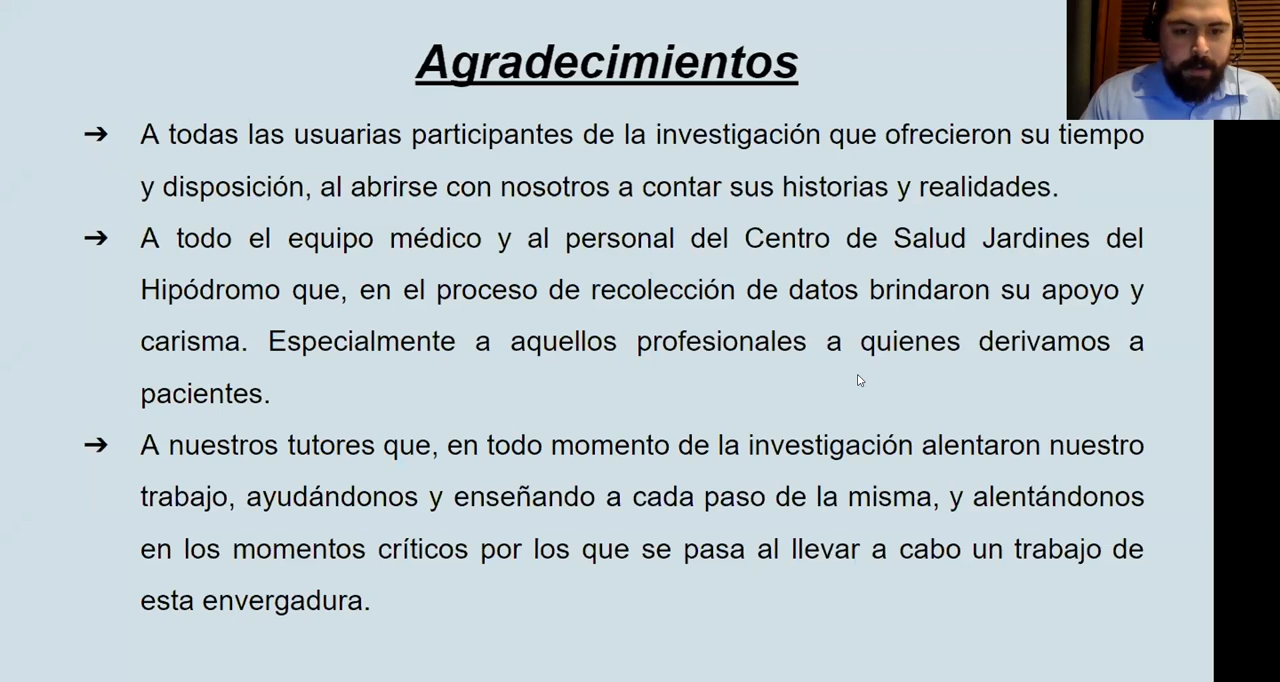 Agradecimientos
➔ A todas las usuarias participantes de la investigación que ofrecieron su tiempo
y disposición, al abrirse con nosotros a contar sus historias y realidades.
➔ A todo el equipo médico y al personal del Centro de Salud Jardines del
Hipódromo que, en el proceso de recolección de datos brindaron su apoyo y
carisma. Especialmente a aquellos profesionales a quienes derivamos a
pacientes.
➔ A nuestros tutores que, en todo momento de la investigación alentaron nuestro
trabajo, ayudándonos y enseñando a cada paso de la misma, y alentándonos
en los momentos críticos por los que se pasa al llevar a cabo un trabajo de
esta envergadura.